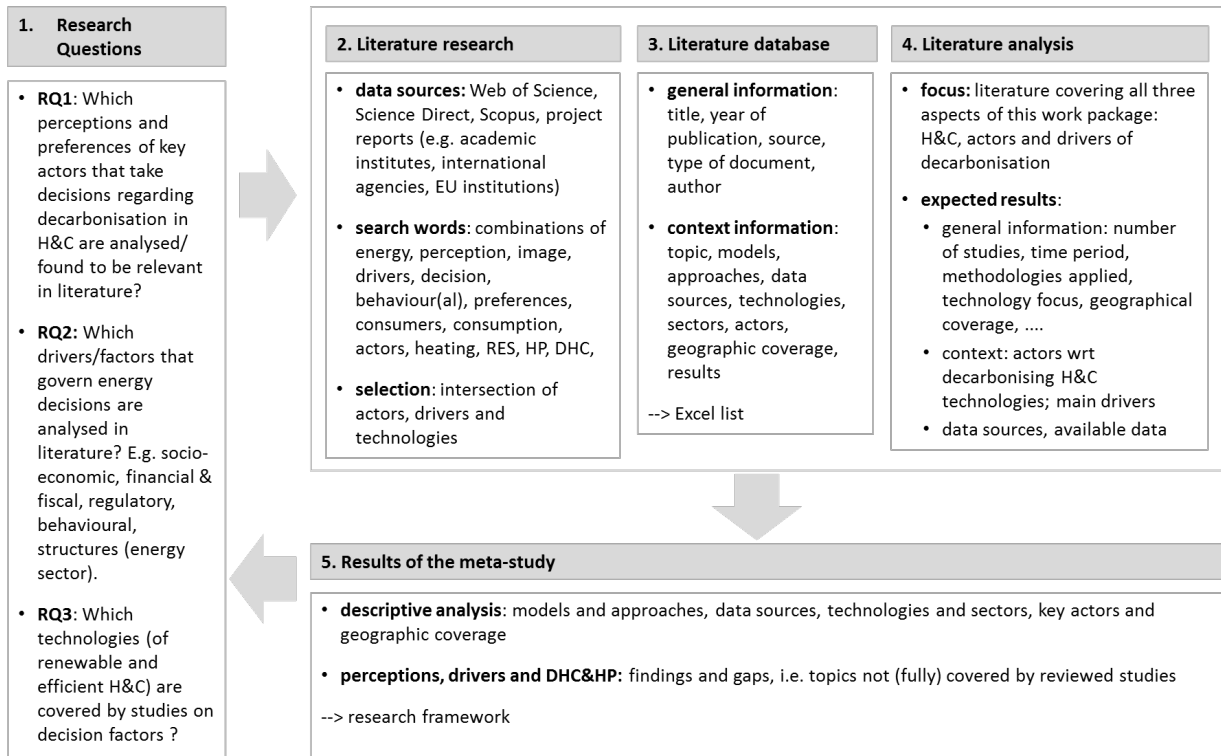 1. Research
Questions
• RQ1: Which
perceptions and
preferences of key
actors that take
decisions regarding
decarbonisation in
H&C are analysed/
found to be relevant
in literature?
• RQ2: Which
drivers/factors that
govern energy
decisions are
analysed in
literature? E.g. socio-
economic, financial &
fiscal, regulatory,
behavioural,
structures (energy
sector).
• RQ3: Which
technologies (of
renewable and
efficient H&C) are
covered by studies on
decision factors ?
2. Literature research
• data sources: Web of Science,
Science Direct, Scopus, project
reports (e.g. academic
institutes, international
agencies, EU institutions)
• search words: combinations of
energy, perception, image,
drivers, decision,
behaviour(al), preferences,
consumers, consumption,
actors, heating, RES, HP, DHC,
• selection: intersection of
actors, drivers and
technologies
3. Literature database
• general information:
title, year of
publication, source,
type of document,
author
• context information:
topic, models,
approaches, data
sources, technologies,
sectors, actors,
geographic coverage,
results
--> Excel list
4. Literature analysis
• focus: literature covering all three
aspects of this work package:
H&C, actors and drivers of
decarbonisation
• expected results:
• general information: number
of studies, time period,
methodologies applied,
technology focus, geographical
coverage, ....
• context: actors wrt
decarbonising H&C
technologies; main drivers
• data sources, available data
5. Results of the meta-study
• descriptive analysis: models and approaches, data sources, technologies and sectors, key actors and
geographic coverage
• perceptions, drivers and DHC&HP: findings and gaps, i.e. topics not (fully) covered by reviewed studies
--> research framework